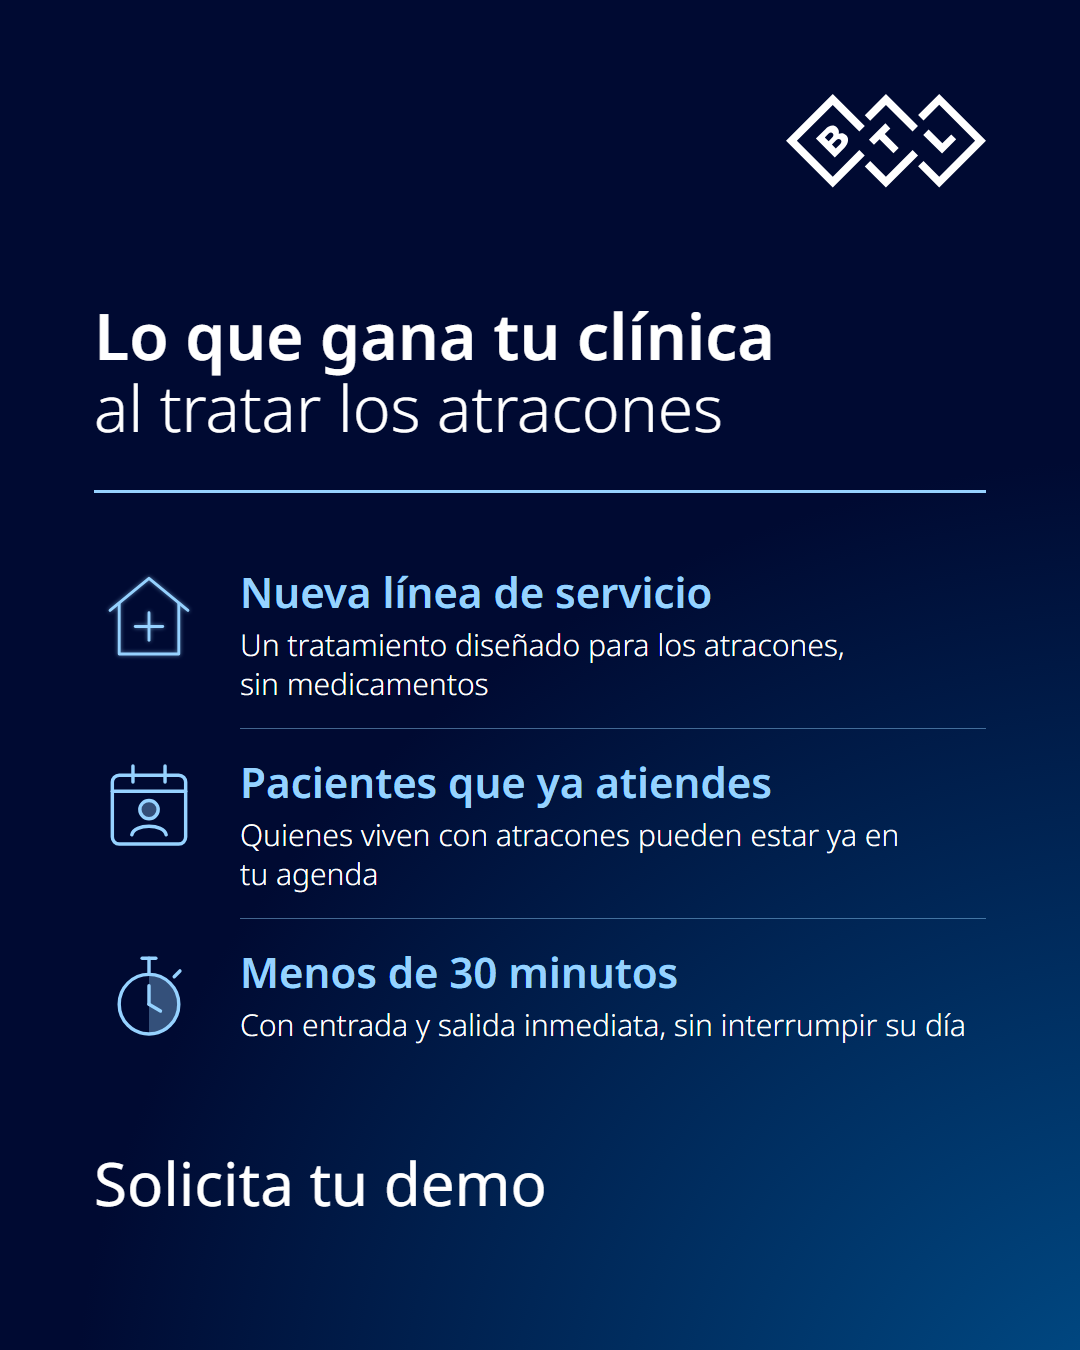 BTL
Lo que gana tu clínica
al tratar los atracones
Nueva línea de servicio
Un tratamiento diseñado para los atracones,
sin medicamentos
Pacientes que ya atiendes
Quienes viven con atracones pueden estar ya en
tu agenda
Menos de 30 minutos
Con entrada y salida inmediata, sin interrumpir su día
Solicita tu demo